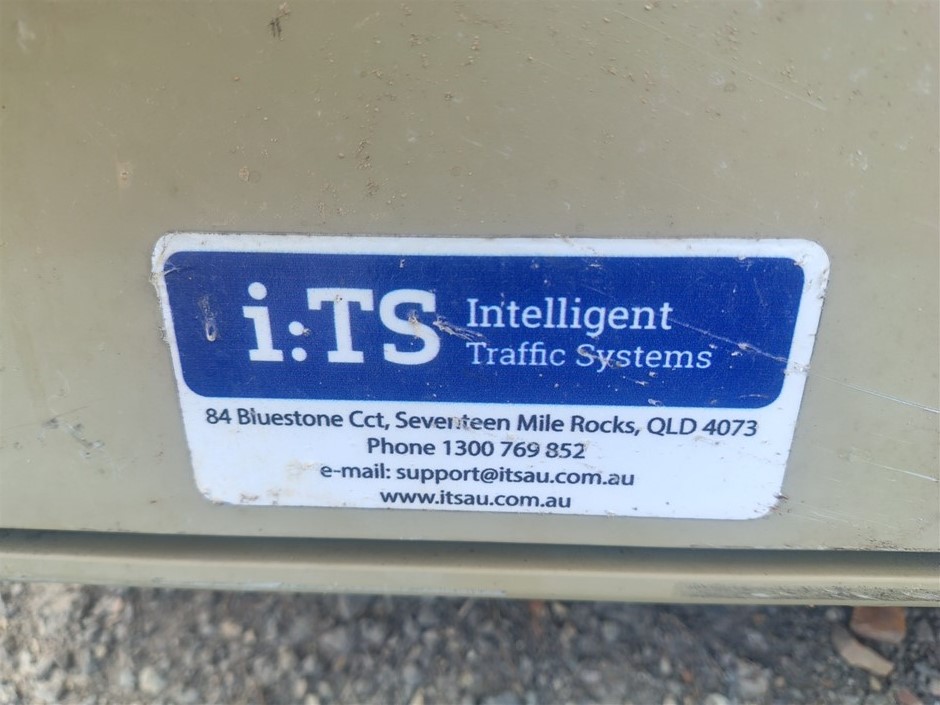 i:TS Intelligent
Traffic Systems
84 Bluestone Cct, Seventeen Mile Rocks, QLD 4073
Phone 1300 769 852
e-mail: support@itsau.com.au
www.itsau.com.au